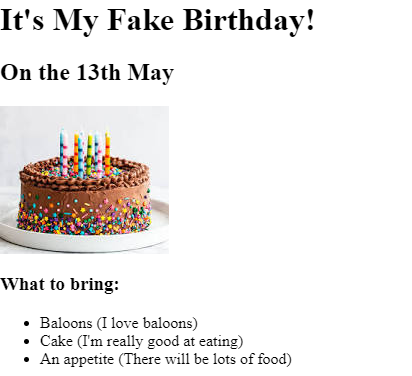 It's My Fake Birthday!
On the 13th May
What to bring:
Baloons (I love baloons)
Cake (I'm really good at eating)
An appetite (There will be lots of food)